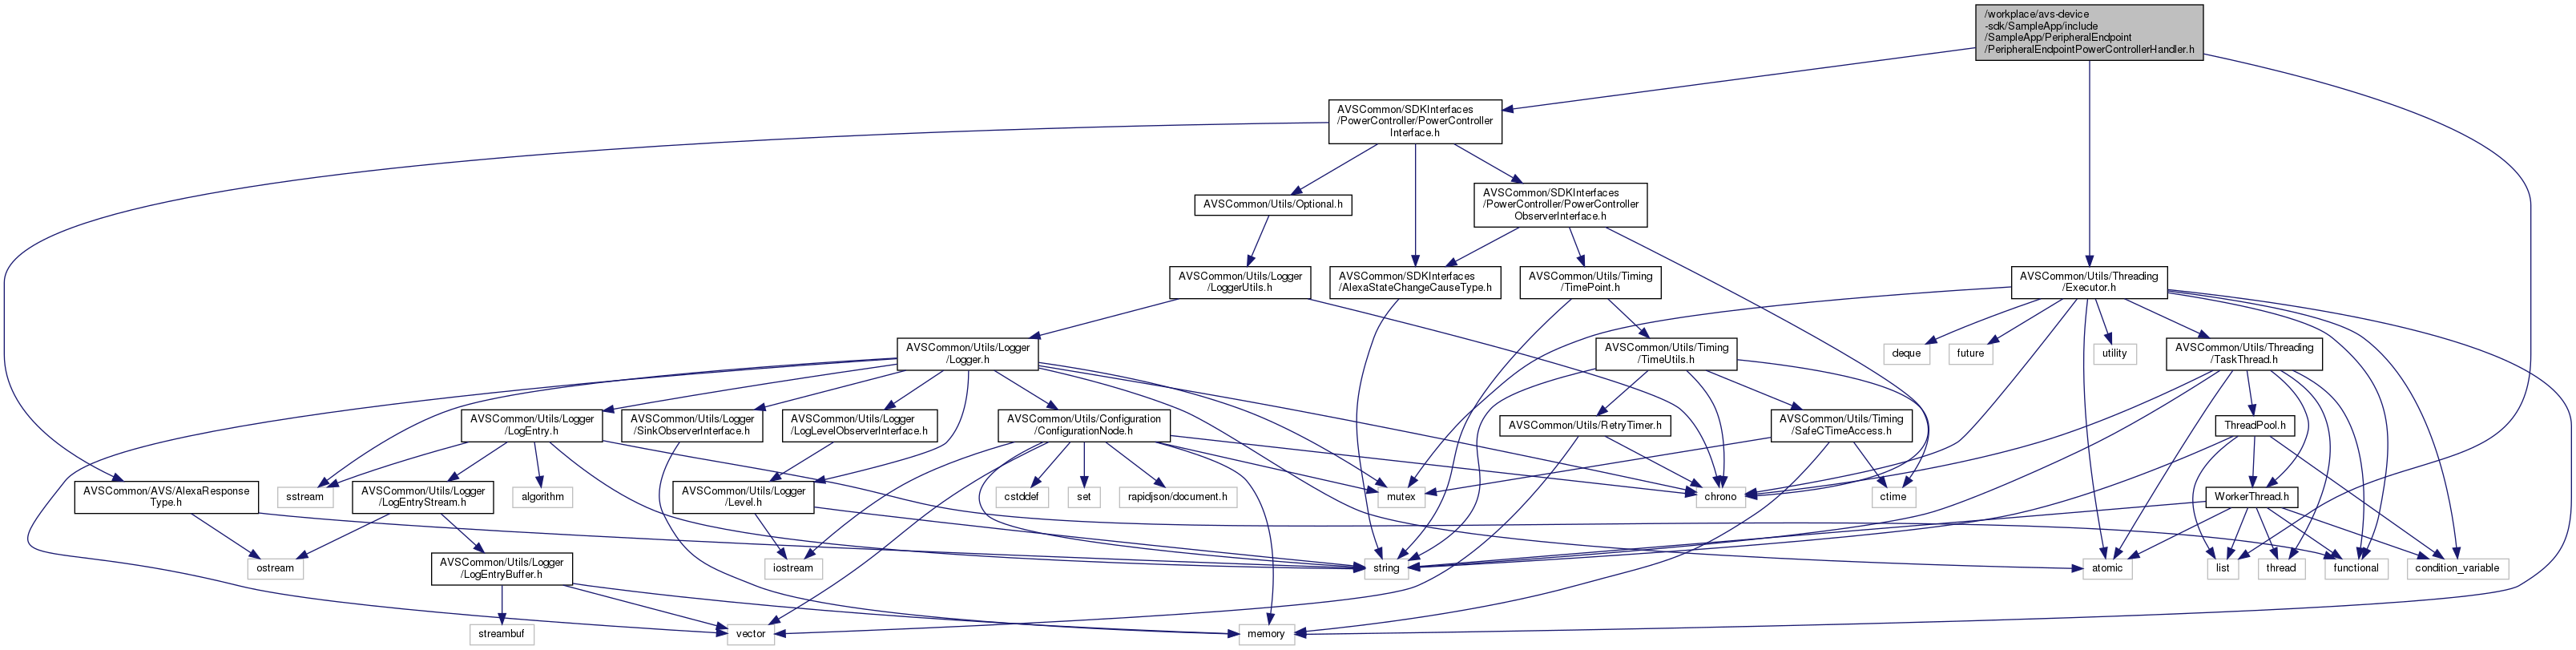 /workplace/avs-device
-sdk/SampleApp/include
/SampleApp/PeripheralEndpoint
/PeripheralEndpointPowerControllerHandler.h
AVSCommon/SDKInterfaces
/PowerController/PowerController
Interface.h
AVSCommon/Utils/Optional.h
AVSCommon/SDKInterfaces
/PowerController/PowerController
ObserverInterface.h
AVSCommon/Utils/Logger
/LoggerUtils.h
AVSCommon/SDKInterfaces
/AlexaStateChangeCauseType.h
AVSCommon/Utils/Timing
/TimePoint.h
AVSCommon/Utils/Threading
/Executor.h
AVSCommon/Utils/Logger
/Logger.h
AVSCommon/Utils/Timing
/TimeUtils.h
deque
future
utility
AVSCommon/Utils/Threading
/TaskThread.h
AVSCommon/Utils/Logger
/LogEntry.h
AVSCommon/Utils/Logger
/SinkObserverInterface.h
AVSCommon/Utils/Logger
/LogLevelObserverInterface.h
AVSCommon/Utils/Configuration
/ConfigurationNode.h
AVSCommon/Utils/RetryTimer.h
AVSCommon/Utils/Timing
/SafeCTimeAccess.h
ThreadPool.h
AVSCommon/AVS/AlexaResponse
Type.h
sstream
AVSCommon/Utils/Logger
/LogEntryStream.h
algorithm
AVSCommon/Utils/Logger
/Level.h
cstddef
set
rapidjson/document.h
mutex
chrono
ctime
WorkerThread.h
ostream
AVSCommon/Utils/Logger
/LogEntryBuffer.h
iostream
string
atomic
list
thread
functional
condition_variable
streambuf
vector
memory